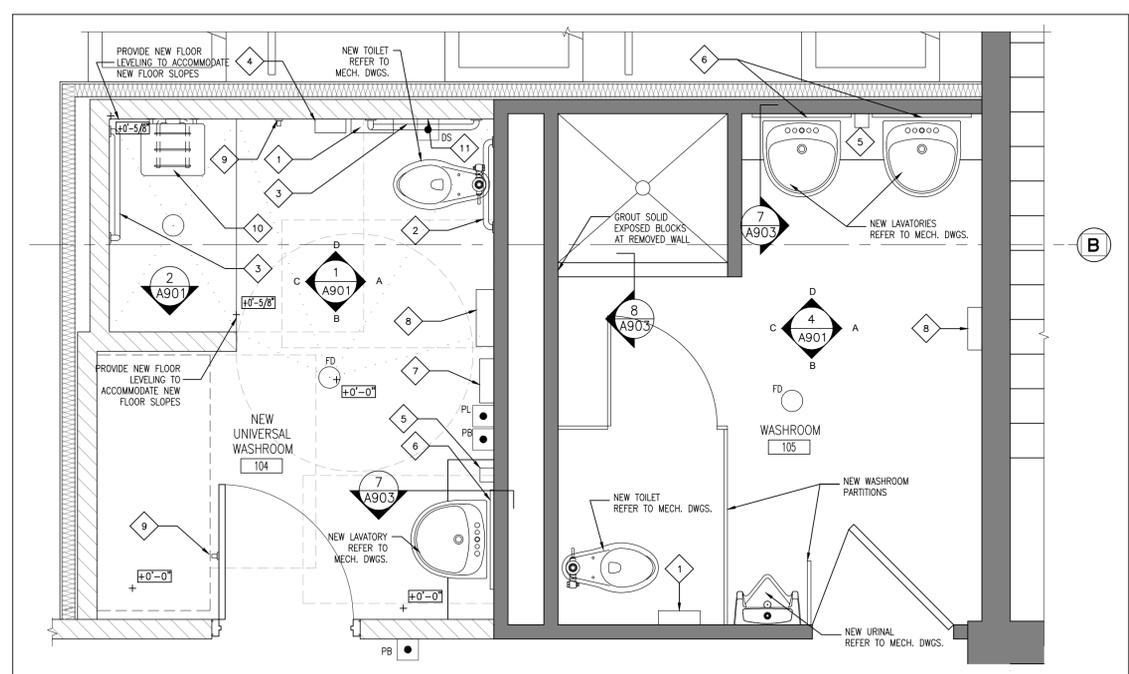 PROVIDE NEW FLOOR
LEVELING TO ACCOMMODATE
NEW FLOOR SLOPES
4
NEW TOILET
REFER TO
MECH. DWGS.
6
+0'-5/8"
DS
9
1
11
3
5
10
2
GROUT SOLID
EXPOSED BLOCKS
AT REMOVED WALL
7
A903
NEW LAVATORIES
REFER TO MECH. DWGS.
B
3
2
A901
D
C
1
A901
A
B
+0'-5/8"
8
8
A903
D
C
4
A901
A
B
8
PROVIDE NEW FLOOR
LEVELING TO
ACCOMMODATE NEW
FLOOR SLOPES
FD
+0'-0"
7
PL
PB
5
6
FD
NEW
UNIVERSAL
WASHROOM
104
WASHROOM
105
7
A903
NEW LAVATORY
REFER TO
MECH. DWGS.
NEW TOILET
REFER TO MECH. DWGS.
NEW WASHROOM
PARTITIONS
9
1
+0'-0"
+0'-0"
NEW URINAL
REFER TO MECH. DWGS.
PB